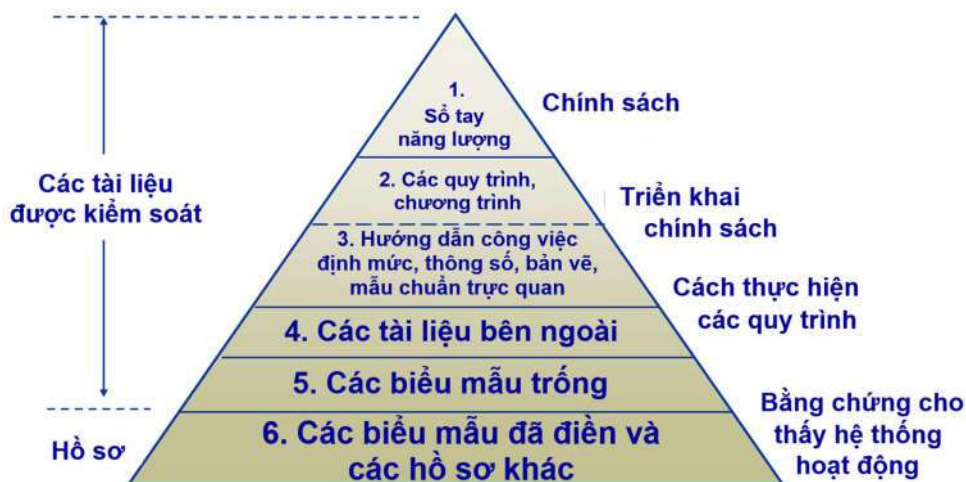 1.
Sổ tay
năng lượng
Chính sách
2. Các quy trình,
chương trình
Các tài liệu
được kiểm soát
Triển khai
chính sách
3. Hướng dẫn công việc
định mức, thông số, bản vẽ,
mẫu chuẩn trực quan
Cách thực hiện
các quy trình
4. Các tài liệu bên ngoài
5. Các biểu mẫu trống
Bằng chứng cho
thấy hệ thống
hoạt động
Hồ sơ
6. Các biểu mẫu đã điền và
các hồ sơ khác